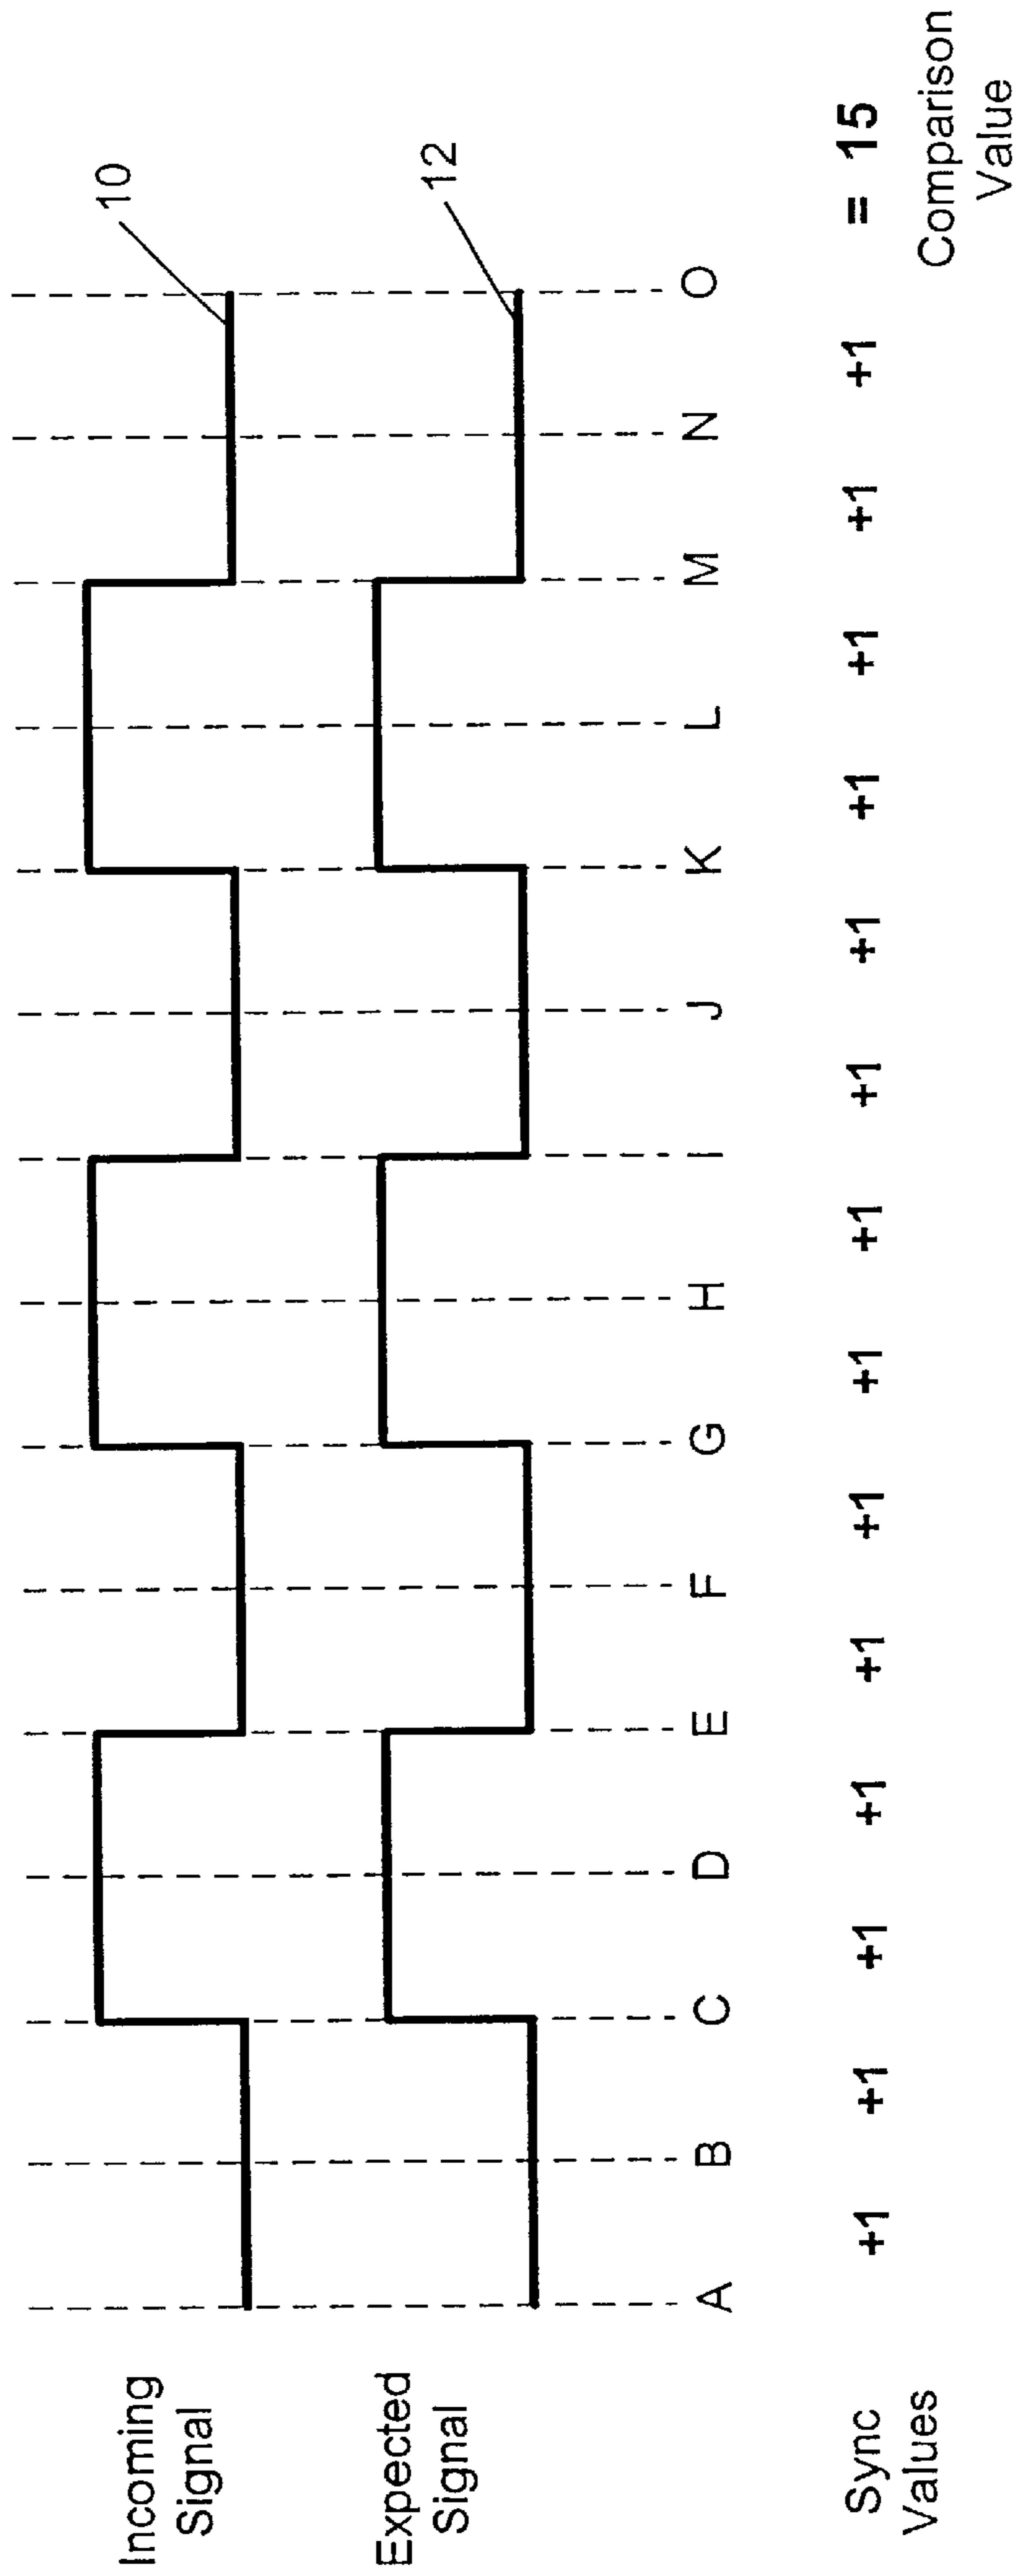 10
Incoming
Signal
12
Expected
Signal
A B C D E F G H I J K L M N O
Sync
Values
+1 +1 +1 +1 +1 +1 +1 +1 +1 +1 +1 +1 +1 +1 = 15
Comparison
Value